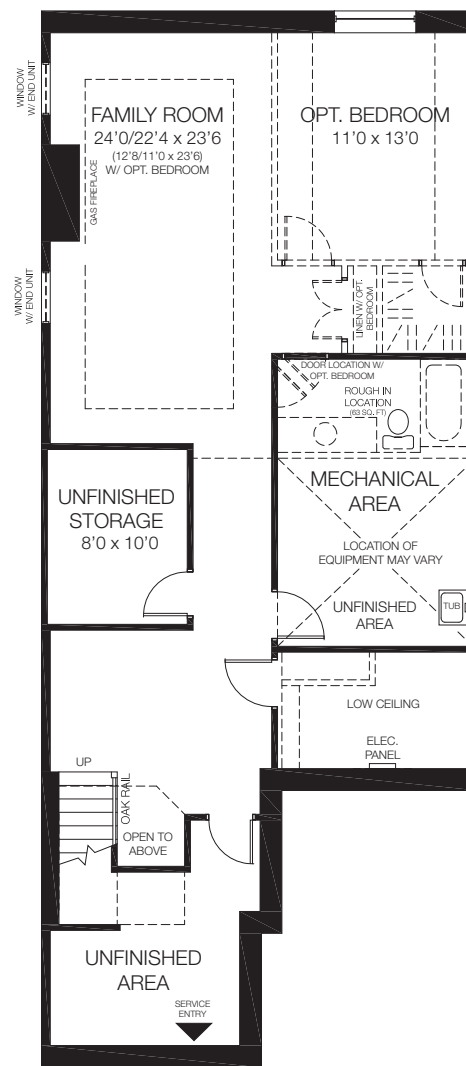 WINDOW
W/ END UNIT
FAMILY ROOM
24'0/22'4 x 23'6
(12'8/11'0 x 23'6)
W/ OPT. BEDROOM
OPT. BEDROOM
11'0 x 13'0
GAS FIREPLACE
WINDOW
W/ END UNIT
LINEN W/ OPT.
BEDROOM
DOOR LOCATION W/
OPT. BEDROOM
ROUGH IN
LOCATION
(63 SQ. FT)
UNFINISHED
STORAGE
8'0 x 10'0
MECHANICAL
AREA
LOCATION OF
EQUIPMENT MAY VARY
UNFINISHED
AREA
TUB
LOW CEILING
ELEC.
PANEL
UP
OAK RAIL
OPEN TO
ABOVE
UNFINISHED
AREA
SERVICE
ENTRY